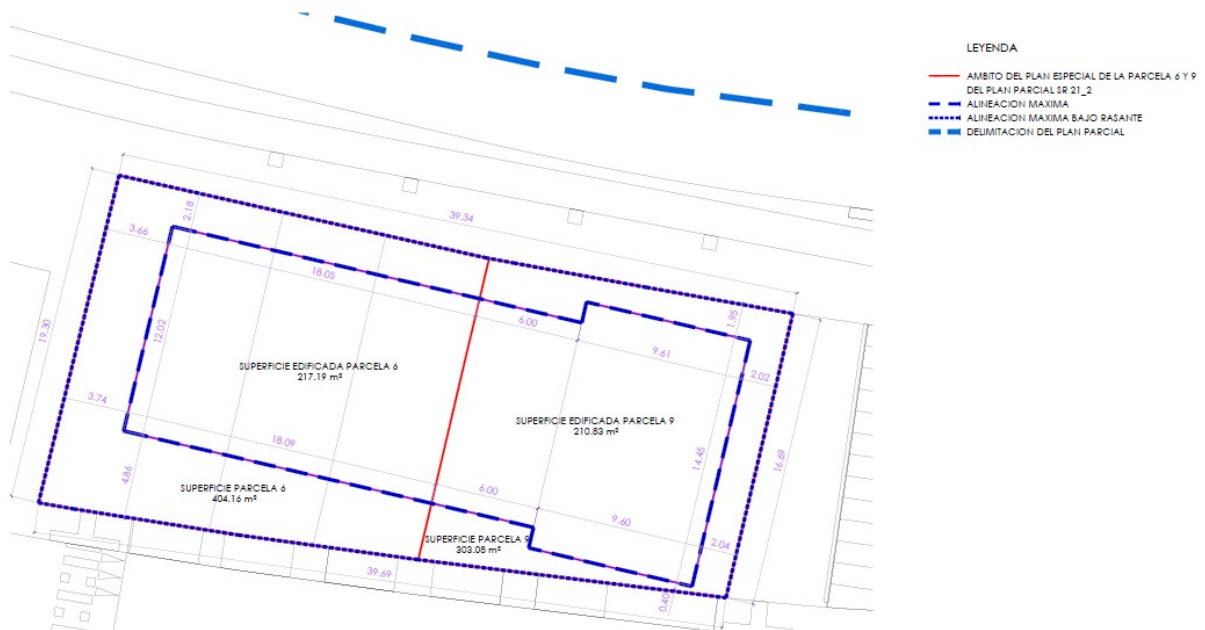 LEYENDA
AMBITO DEL PLAN ESPECIAL DE LA PARCELA 6 Y 9
DEL PLAN PARCIAL SR 21_2
ALINEACION MAXIMA
ALINEACION MAXIMA BAJO RASANTE
DELIMITACION DEL PLAN PARCIAL
39.34
2.18
3.66
18.05
6.00
1.95
9.61
2.02
19.30
12.02
SUPERFICIE EDIFICADA PARCELA 6
217.19 m²
3.74
18.09
SUPERFICIE EDIFICADA PARCELA 9
210.83 m²
14.45
16.69
4.86
SUPERFICIE PARCELA 6
404.16 m²
6.00
9.60
2.04
SUPERFICIE PARCELA 9
303.08 m²
39.69
0.40